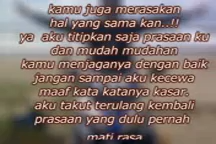 kamu juga merasakan
hal yang sama kan..!!
ya aku titipkan saja prasaan ku
dan mudah mudahan
kamu menjaganya dengan baik
jangan sampai aku kecewa
maaf kata katanya kasar.
aku takut terulang kembali
prasaan yang dulu pernah
mati rasa